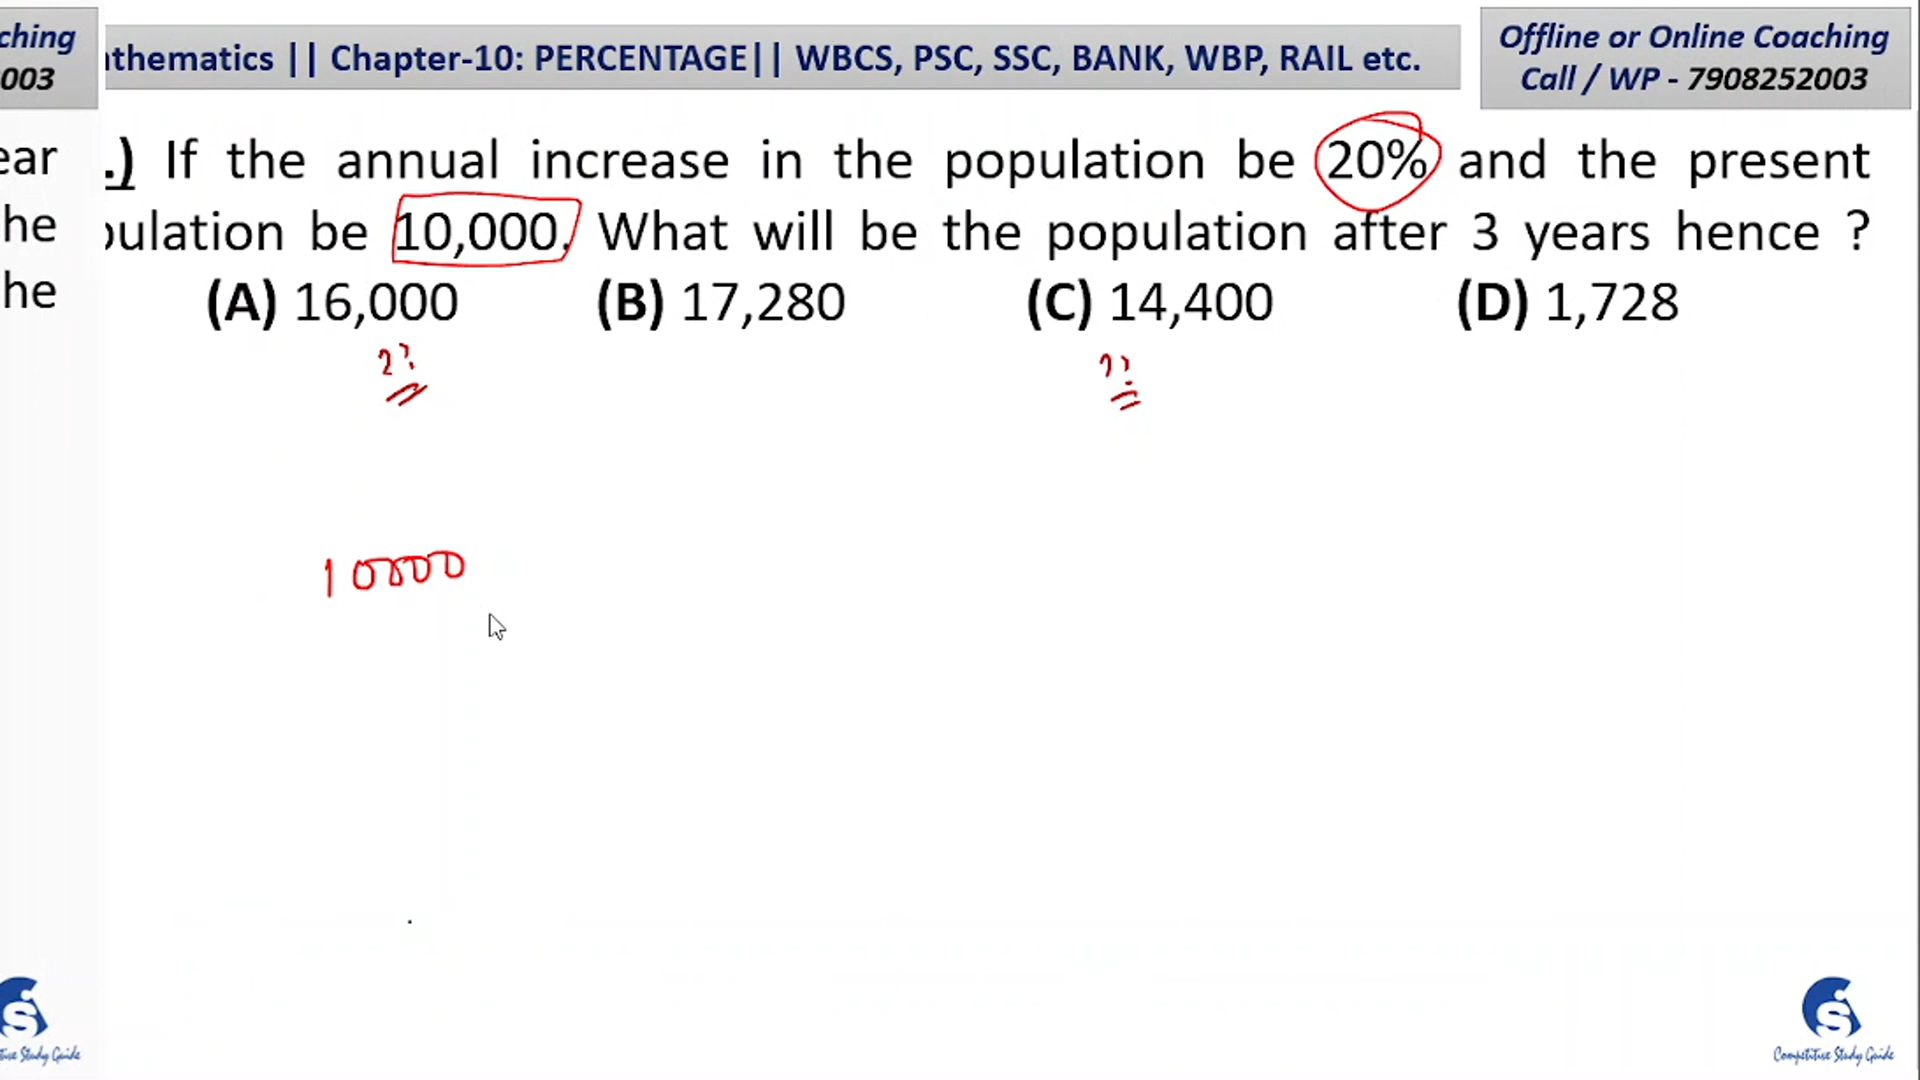 ching
003
thematics || Chapter-10: PERCENTAGE|| WBCS, PSC, SSC, BANK, WBP, RAIL etc.
Offline or Online Coaching
Call / WP - 7908252003
ear
he
he
.) If the annual increase in the population be 20% and the present
pulation be 10,000. What will be the population after 3 years hence ?
(A) 16,000 (B) 17,280 (C) 14,400 (D) 1,728
??
??
10000
Competitive Study Guide